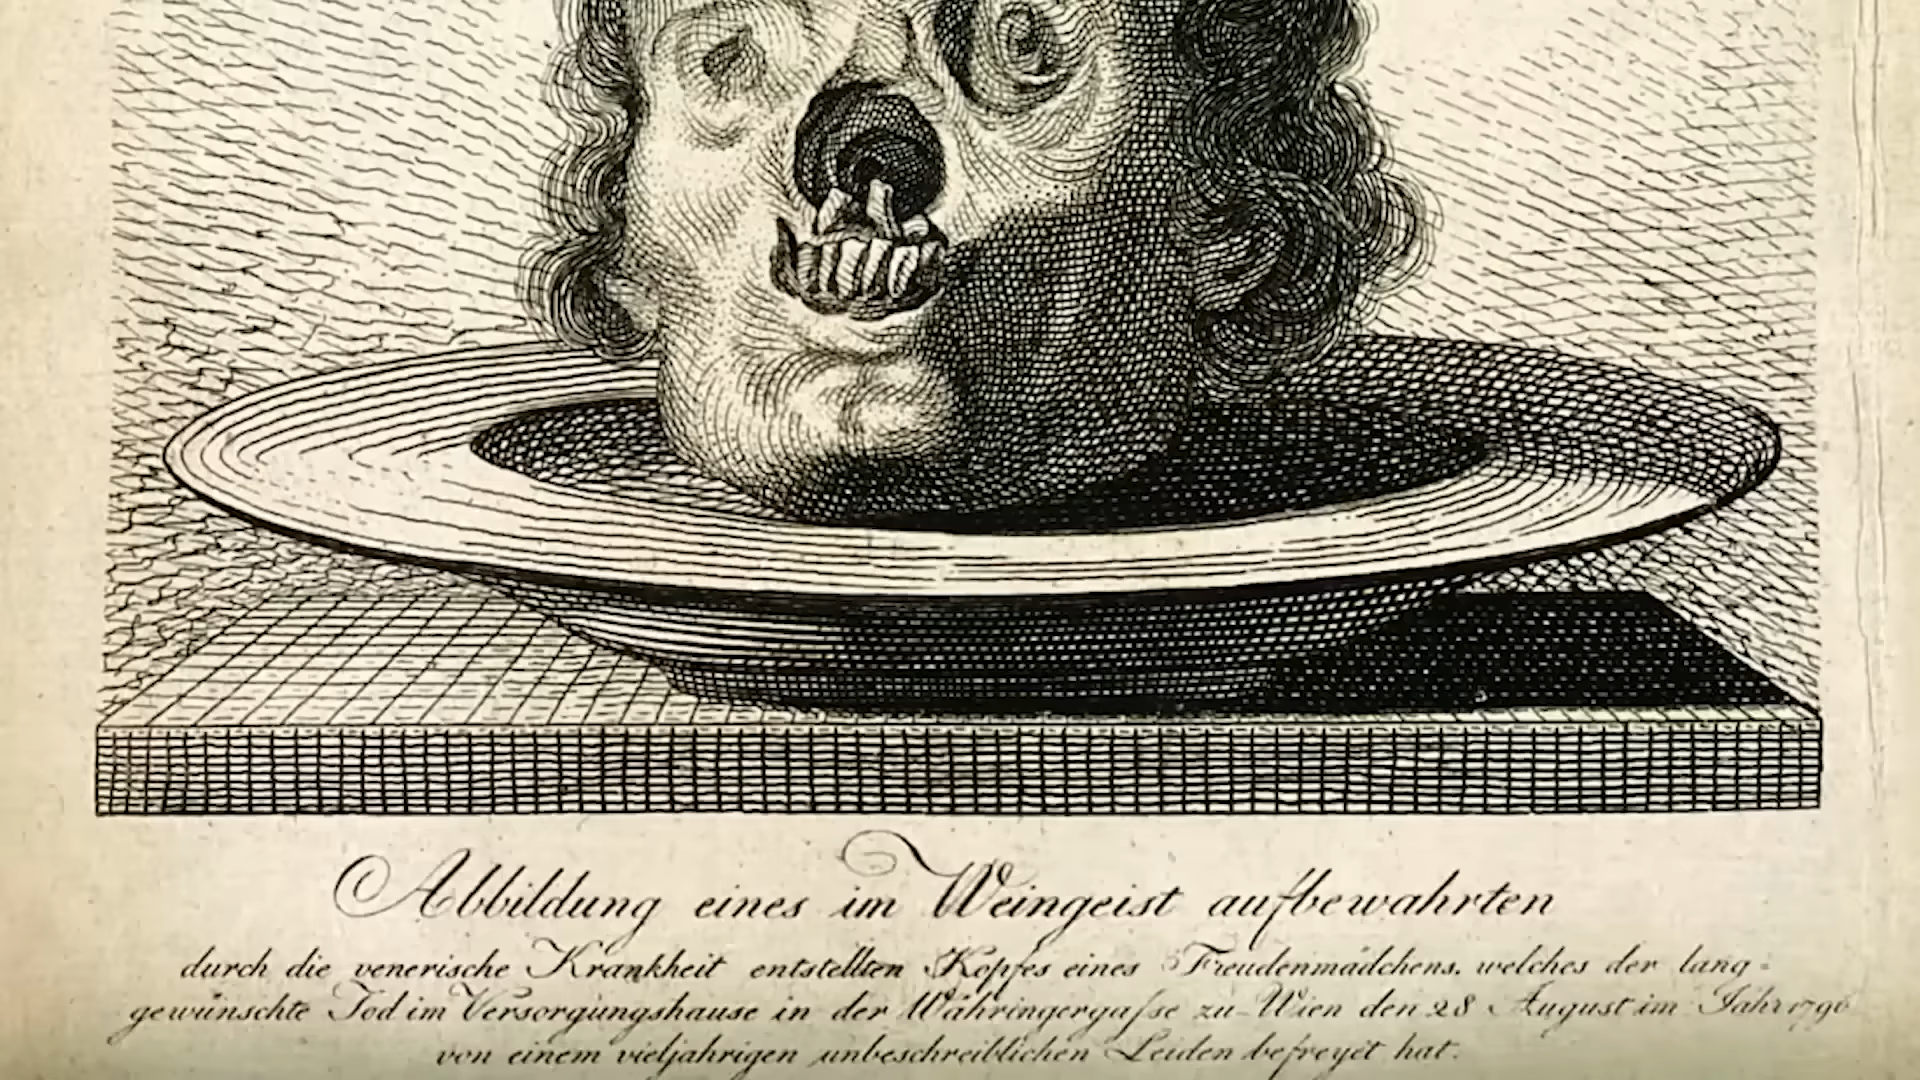 Abbildung eines im Weingeist aufbewahrten
durch die venerische Krankheit entstellten Kopfes eines Freudenmädchens. welches der lang-
gewünschte Tod im Versorgungshause in der Währingergasse zu Wien den 28 August im Jahr 1796
von einem vieljahrigen unbeschreiblichen Leiden befreyet hat.